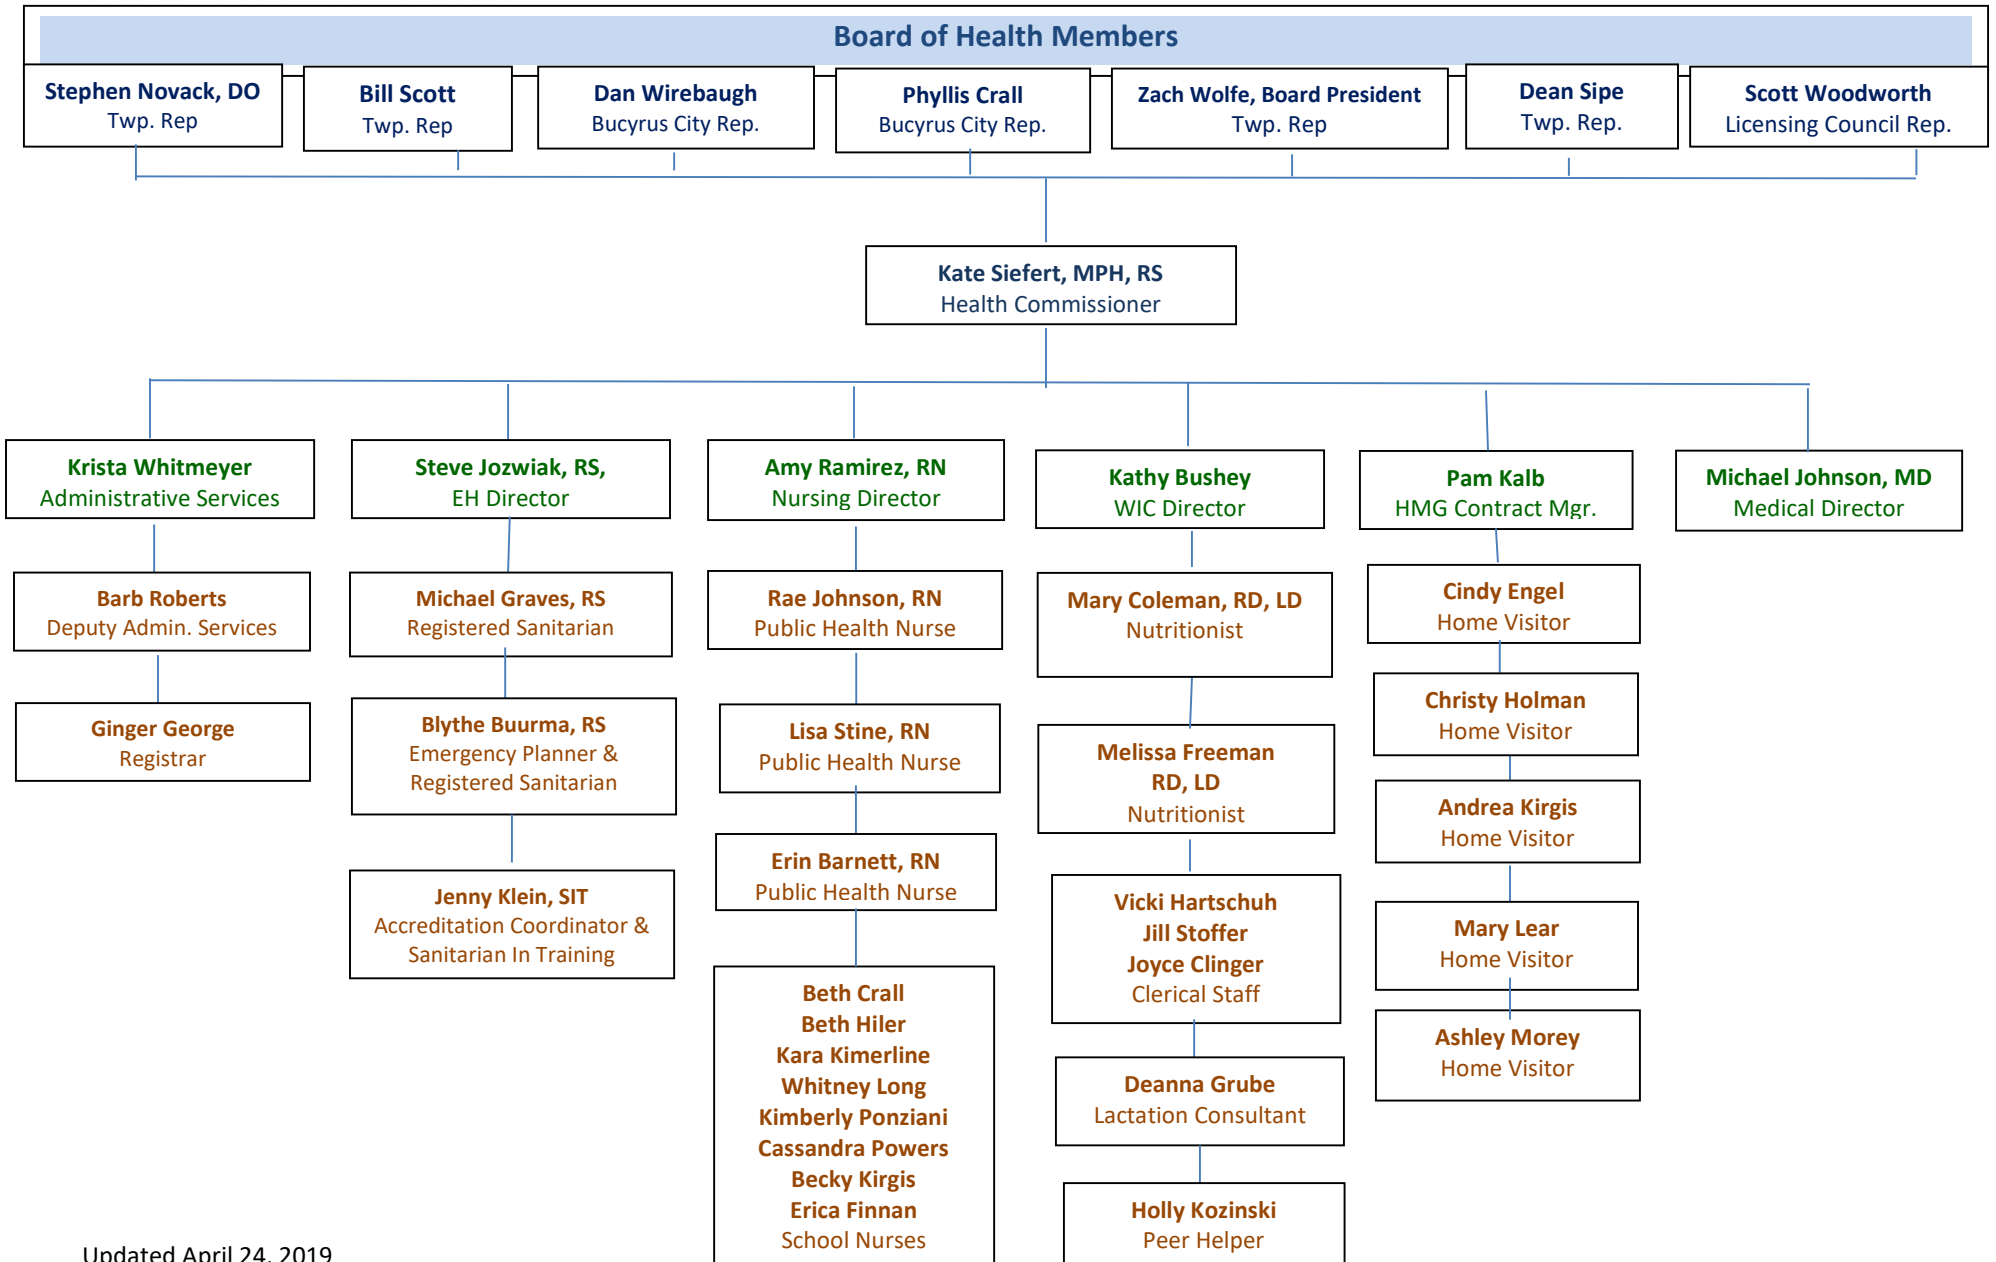 Board of Health Members
Stephen Novack, DO
Twp. Rep
Bill Scott
Twp. Rep
Dan Wirebaugh
Bucyrus City Rep.
Phyllis Crall
Bucyrus City Rep.
Zach Wolfe, Board President
Twp. Rep
Dean Sipe
Twp. Rep.
Scott Woodworth
Licensing Council Rep.
Kate Siefert, MPH, RS
Health Commissioner
Krista Whitmeyer
Administrative Services
Barb Roberts
Deputy Admin. Services
Ginger George
Registrar
Steve Jozwiak, RS,
EH Director
Michael Graves, RS
Registered Sanitarian
Blythe Buurma, RS
Emergency Planner &
Registered Sanitarian
Jenny Klein, SIT
Accreditation Coordinator &
Sanitarian In Training
Amy Ramirez, RN
Nursing Director
Rae Johnson, RN
Public Health Nurse
Lisa Stine, RN
Public Health Nurse
Erin Barnett, RN
Public Health Nurse
Beth Crall
Beth Hiler
Kara Kimerline
Whitney Long
Kimberly Ponziani
Cassandra Powers
Becky Kirgis
Erica Finnan
School Nurses
Kathy Bushey
WIC Director
Mary Coleman, RD, LD
Nutritionist
Melissa Freeman
RD, LD
Nutritionist
Vicki Hartschuh
Jill Stoffer
Joyce Clinger
Clerical Staff
Deanna Grube
Lactation Consultant
Holly Kozinski
Peer Helper
Pam Kalb
HMG Contract Mgr.
Cindy Engel
Home Visitor
Christy Holman
Home Visitor
Andrea Kirgis
Home Visitor
Mary Lear
Home Visitor
Ashley Morey
Home Visitor
Michael Johnson, MD
Medical Director
Updated April 24, 2019